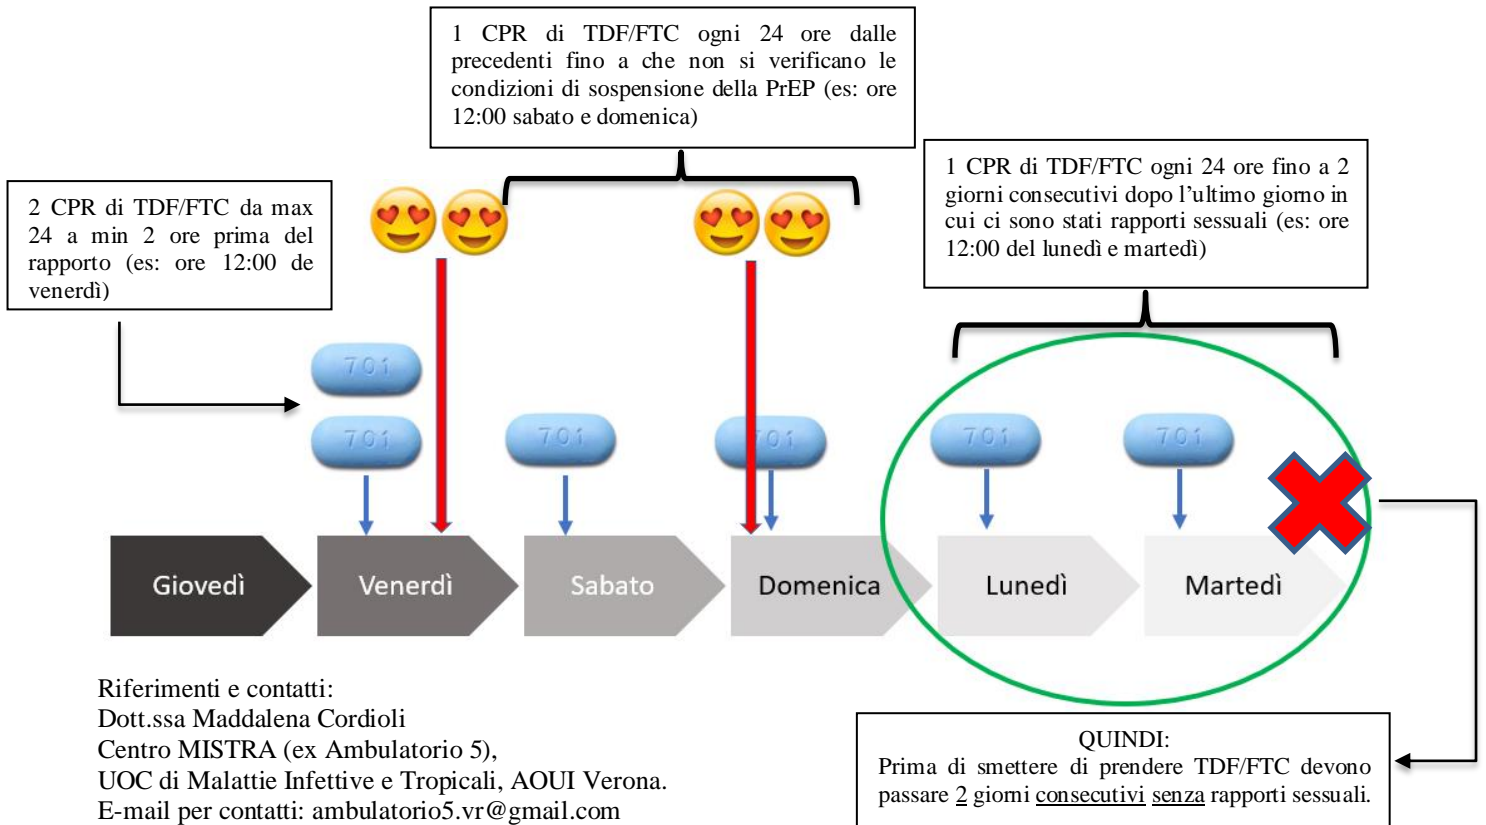 1 CPR di TDF/FTC ogni 24 ore dalle
precedenti fino a che non si verificano le
condizioni di sospensione della PrEP (es: ore
12:00 sabato e domenica)
2 CPR di TDF/FTC da max
24 a min 2 ore prima del
rapporto (es: ore 12:00 de
venerdì)
1 CPR di TDF/FTC ogni 24 ore fino a 2
giorni consecutivi dopo l’ultimo giorno in
cui ci sono stati rapporti sessuali (es: ore
12:00 del lunedì e martedì)
701
701
701
701
701
701
Giovedì
Venerdì
Sabato
Domenica
Lunedì
Martedì
Riferimenti e contatti:
Dott.ssa Maddalena Cordioli
Centro MISTRA (ex Ambulatorio 5),
UOC di Malattie Infettive e Tropicali, AOUI Verona.
E-mail per contatti: ambulatorio5.vr@gmail.com
QUINDI:
Prima di smettere di prendere TDF/FTC devono
passare 2 giorni consecutivi senza rapporti sessuali.